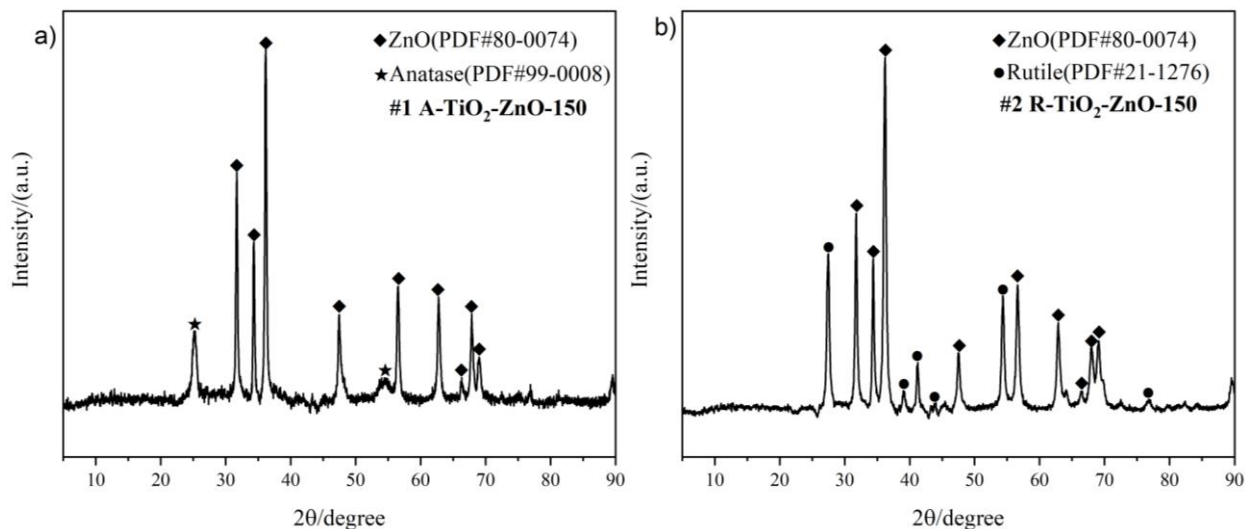 a)
◆ZnO(PDF#80-0074)
★Anatase(PDF#99-0008)
#1 A-TiO₂-ZnO-150
Intensity/(a.u.)
10 20 30 40 50 60 70 80 90
2θ/degree
b)
◆ZnO(PDF#80-0074)
●Rutile(PDF#21-1276)
#2 R-TiO₂-ZnO-150
Intensity/(a.u.)
10 20 30 40 50 60 70 80 90
2θ/degree